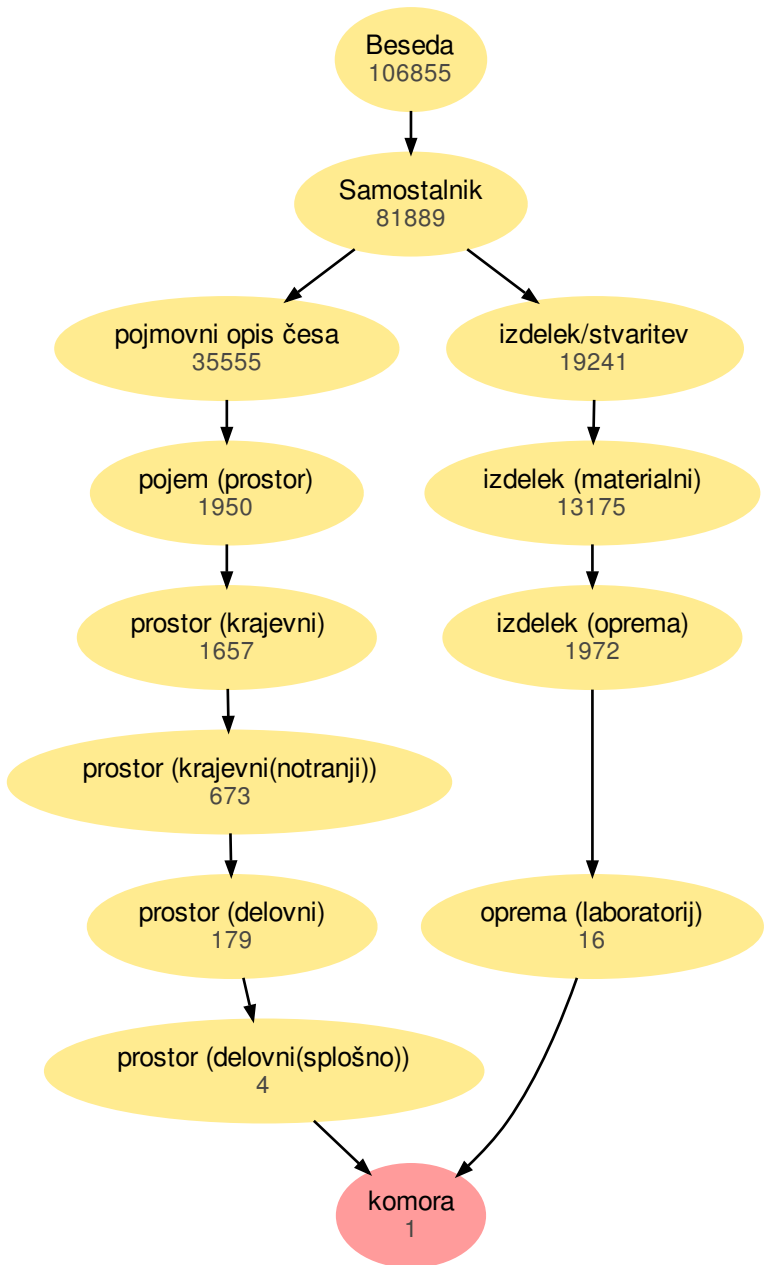 Beseda
106855
Samostalnik
81889
pojmovni opis česa
35555
izdelek/stvaritev
19241
pojem (prostor)
1950
izdelek (materialni)
13175
prostor (krajevni)
1657
izdelek (oprema)
1972
prostor (krajevni(notranji))
673
prostor (delovni)
179
oprema (laboratorij)
16
prostor (delovni(splošno))
4
komora
1